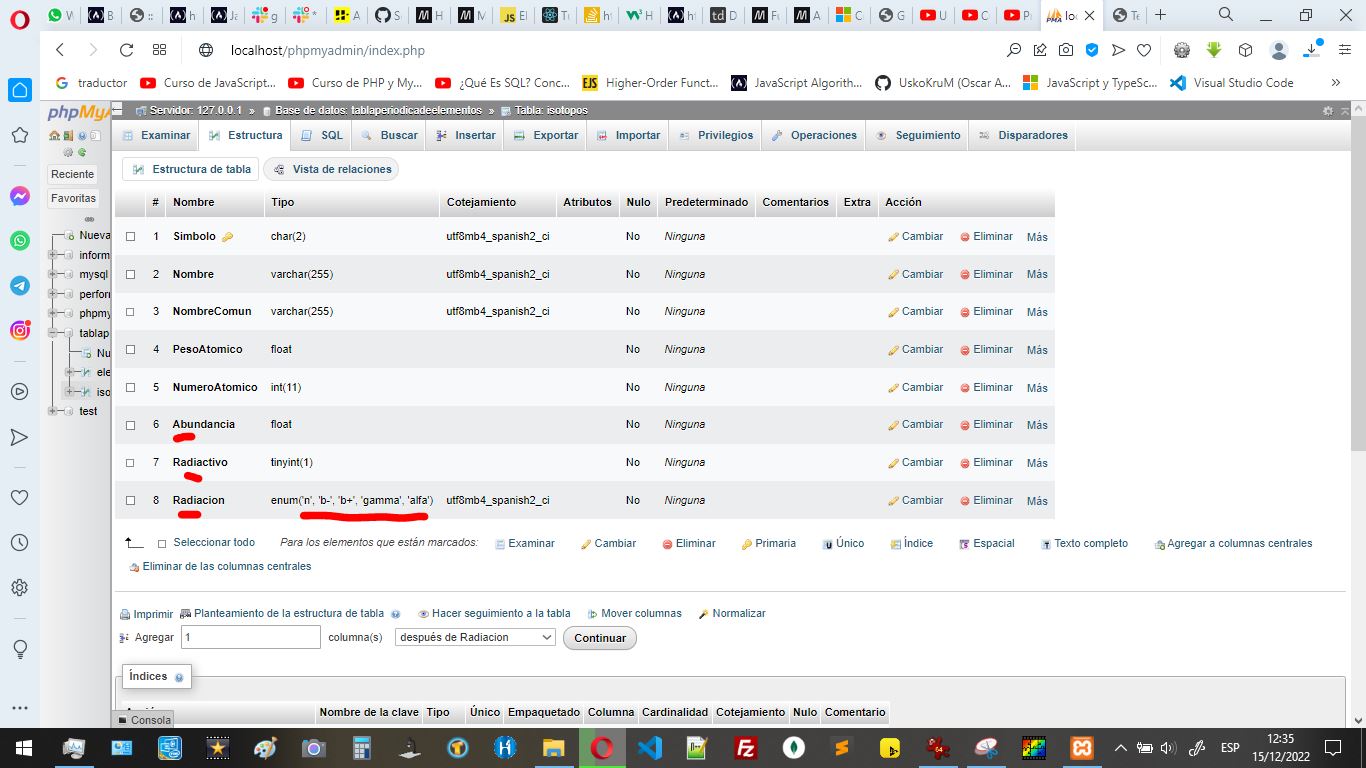 W B :: h Ja g * A S M H M M JS El Tu h W3 H h td D M Fu M A C G U C P loc Te
localhost/phpmyadmin/index.php
traductor Curso de JavaScript... Curso de PHP y My... ¿Qué Es SQL? Conc... EJS Higher-Order Funct... JavaScript Algorith... UskoKruM (Oscar A... JavaScript y TypeSc... Visual Studio Code »
phpMyA Servidor: 127.0.0.1 » Base de datos: tablaperiodicadeelementos » Tabla: isotopos
Examinar Estructura SQL Buscar Insertar Exportar Importar Privilegios Operaciones Seguimiento Disparadores
Reciente
Favoritas
Nueva
inform
mysql
perfor
phpmy
tablap
Nu
ele
iso
test
Estructura de tabla Vista de relaciones
# Nombre Tipo Cotejamiento Atributos Nulo Predeterminado Comentarios Extra Acción
1 Simbolo char(2) utf8mb4_spanish2_ci No Ninguna Cambiar Eliminar Más
2 Nombre varchar(255) utf8mb4_spanish2_ci No Ninguna Cambiar Eliminar Más
3 NombreComun varchar(255) utf8mb4_spanish2_ci No Ninguna Cambiar Eliminar Más
4 PesoAtomico float No Ninguna Cambiar Eliminar Más
5 NumeroAtomico int(11) No Ninguna Cambiar Eliminar Más
6 Abundancia float No Ninguna Cambiar Eliminar Más
7 Radiactivo tinyint(1) No Ninguna Cambiar Eliminar Más
8 Radiacion enum('n', 'b-', 'b+', 'gamma', 'alfa') utf8mb4_spanish2_ci No Ninguna Cambiar Eliminar Más
Seleccionar todo Para los elementos que están marcados: Examinar Cambiar Eliminar Primaria Único Índice Espacial Texto completo Agregar a columnas centrales
Eliminar de las columnas centrales
Imprimir Planteamiento de la estructura de tabla Hacer seguimiento a la tabla Mover columnas Normalizar
Agregar 1 columna(s) después de Radiacion Continuar
Índices
Nombre de la clave Tipo Único Empaquetado Columna Cardinalidad Cotejamiento Nulo Comentario
Consola
ESP 12:35
15/12/2022